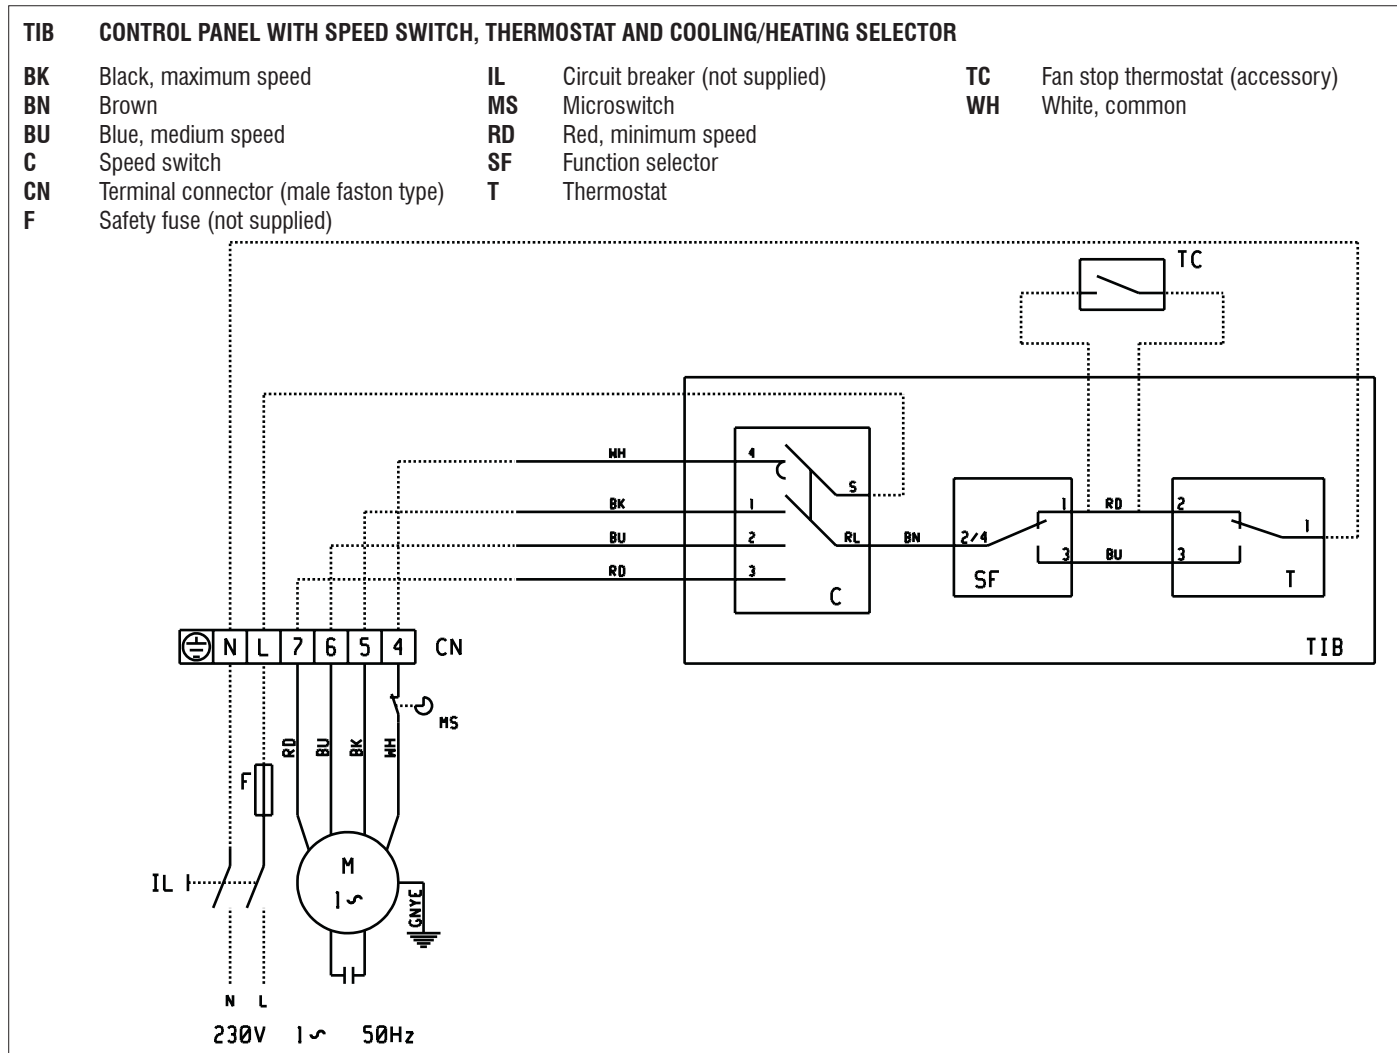 TIB CONTROL PANEL WITH SPEED SWITCH, THERMOSTAT AND COOLING/HEATING SELECTOR
BK Black, maximum speed
BN Brown
BU Blue, medium speed
C Speed switch
CN Terminal connector (male faston type)
F Safety fuse (not supplied)
IL Circuit breaker (not supplied)
MS Microswitch
RD Red, minimum speed
SF Function selector
T Thermostat
TC Fan stop thermostat (accessory)
WH White, common
TC
WH 4
S
BK 1
1 RD 2
1
BU 2
RL BN 2/4
3 BU 3
RD 3
C
SF
T
TIB
N L 7 6 5 4 CN
MS
RD BU BK WH
F
M
1~
IL
GNYE
N L
230V 1~ 50Hz